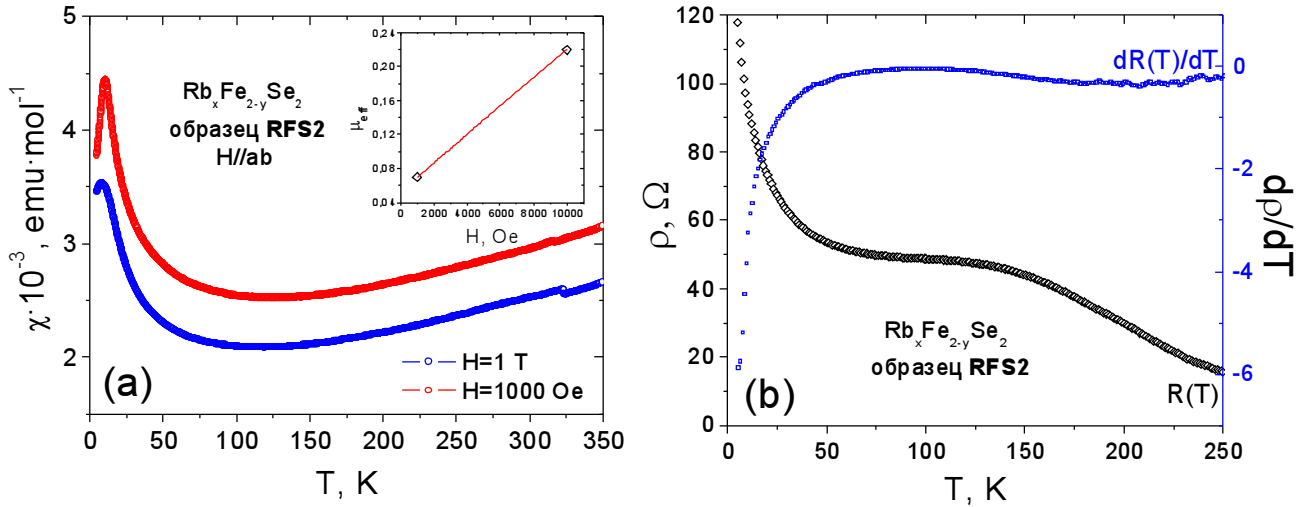 5
4
3
2
χ·10⁻³, emu·mol⁻¹
RbₓFe₂₋ᵧSe₂
образец RFS2
H//ab
0,24
0,20
0,16
0,12
0,08
0,04
μeff
0 2000 4000 6000 8000 10000
H, Oe
(a)
H=1 T
H=1000 Oe
0 50 100 150 200 250 300 350
T, K
120
100
80
60
40
20
0
ρ, Ω
dR(T)/dT
0
-2
-4
-6
dρ/dT
RbₓFe₂₋ᵧSe₂
образец RFS2
(b)
R(T)
50 100 150 200 250
T, K